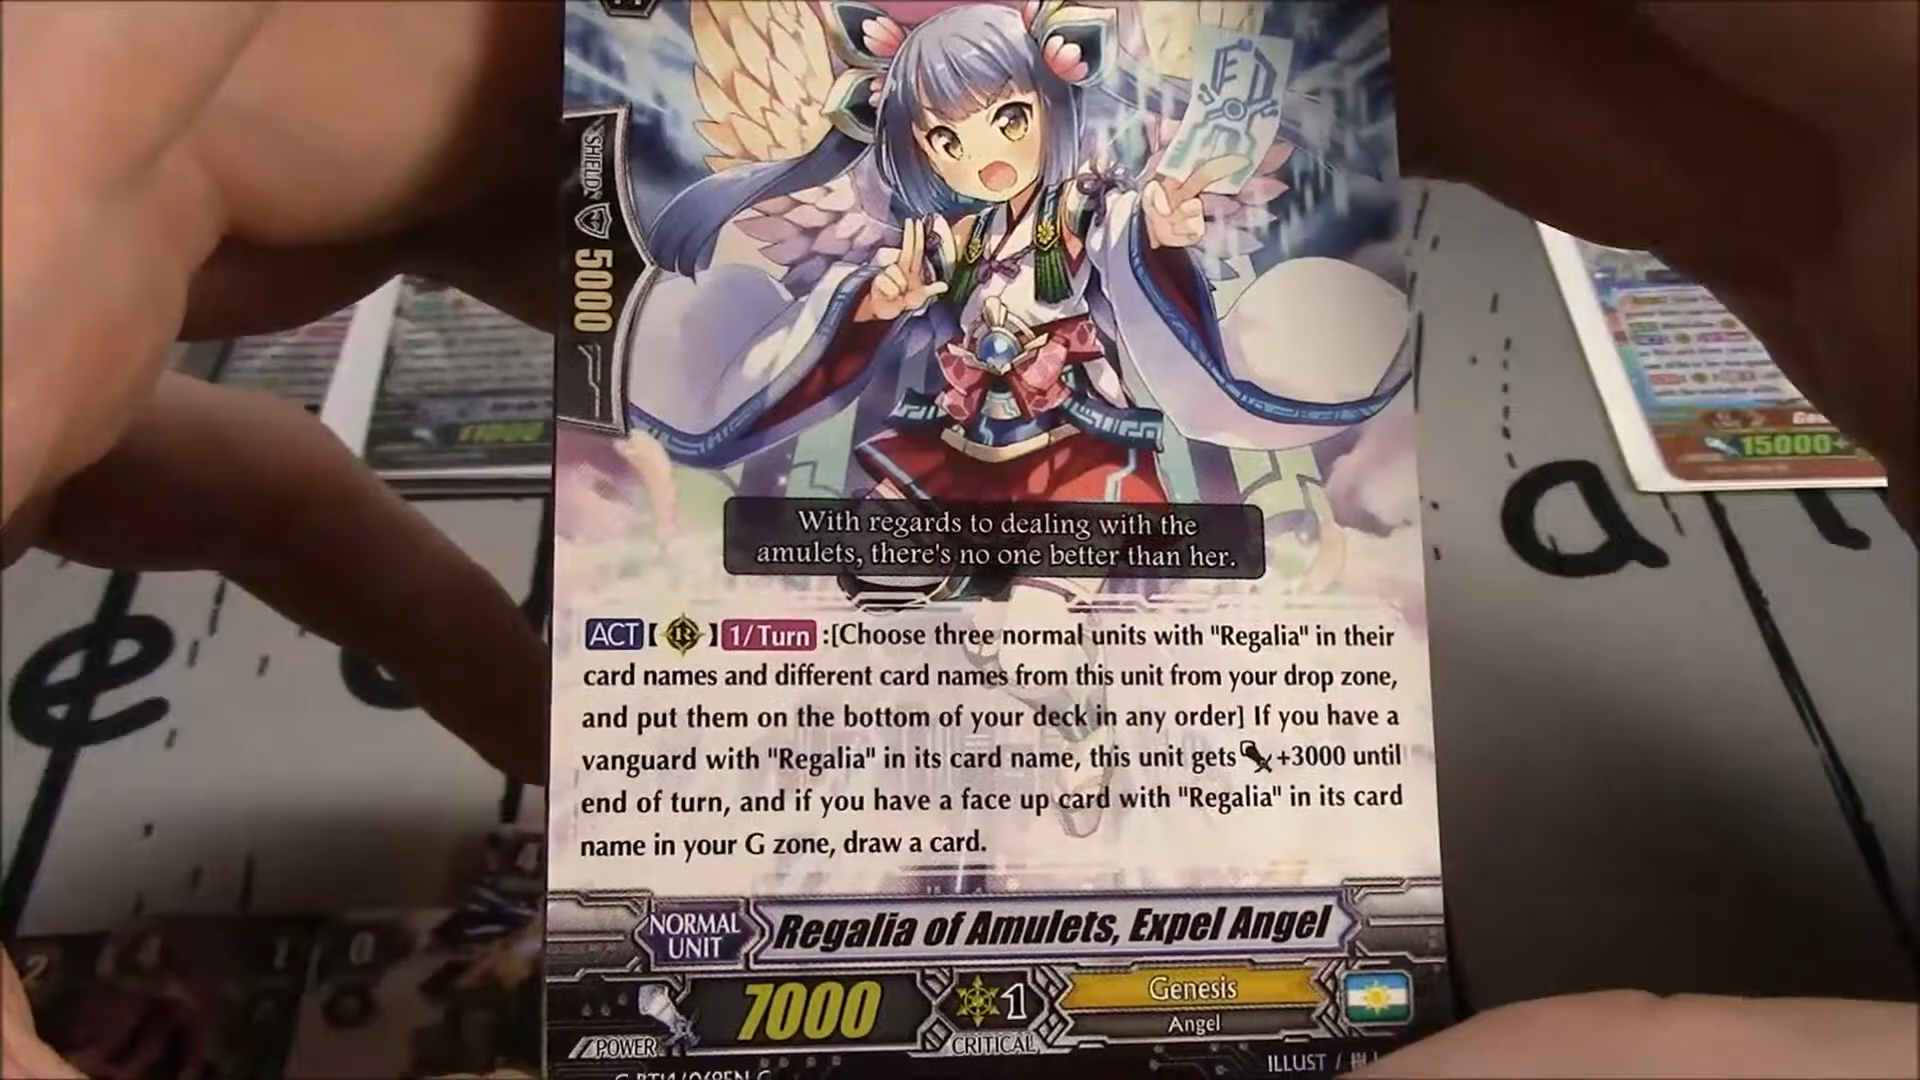 SHIELD
5000
With regards to dealing with the
amulets, there's no one better than her.
ACT【R】1/Turn :[Choose three normal units with "Regalia" in their
card names and different card names from this unit from your drop zone,
and put them on the bottom of your deck in any order] If you have a
vanguard with "Regalia" in its card name, this unit gets +3000 until
end of turn, and if you have a face up card with "Regalia" in its card
name in your G zone, draw a card.
NORMAL
UNIT
Regalia of Amulets, Expel Angel
POWER
7000
1
CRITICAL
Genesis
Angel
ILLUST /
15000+
11000
e
a